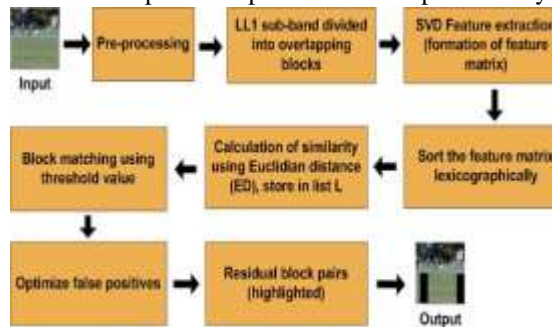 Pre-processing
LL1 sub-band divided
into overlapping
blocks
SVD Feature extraction
(formation of feature
matrix)
Input
Block matching using
threshold value
Calculation of similarity
using Euclidian distance
(ED), store in list L
Sort the feature matrix
lexicographically
Optimize false positives
Residual block pairs
(highlighted)
Output